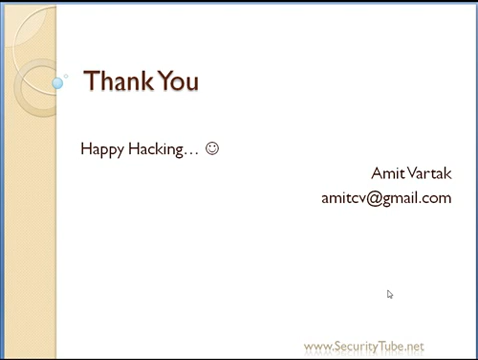 Thank You
Happy Hacking… ☺
Amit Vartak
amitcv@gmail.com
www.SecurityTube.net